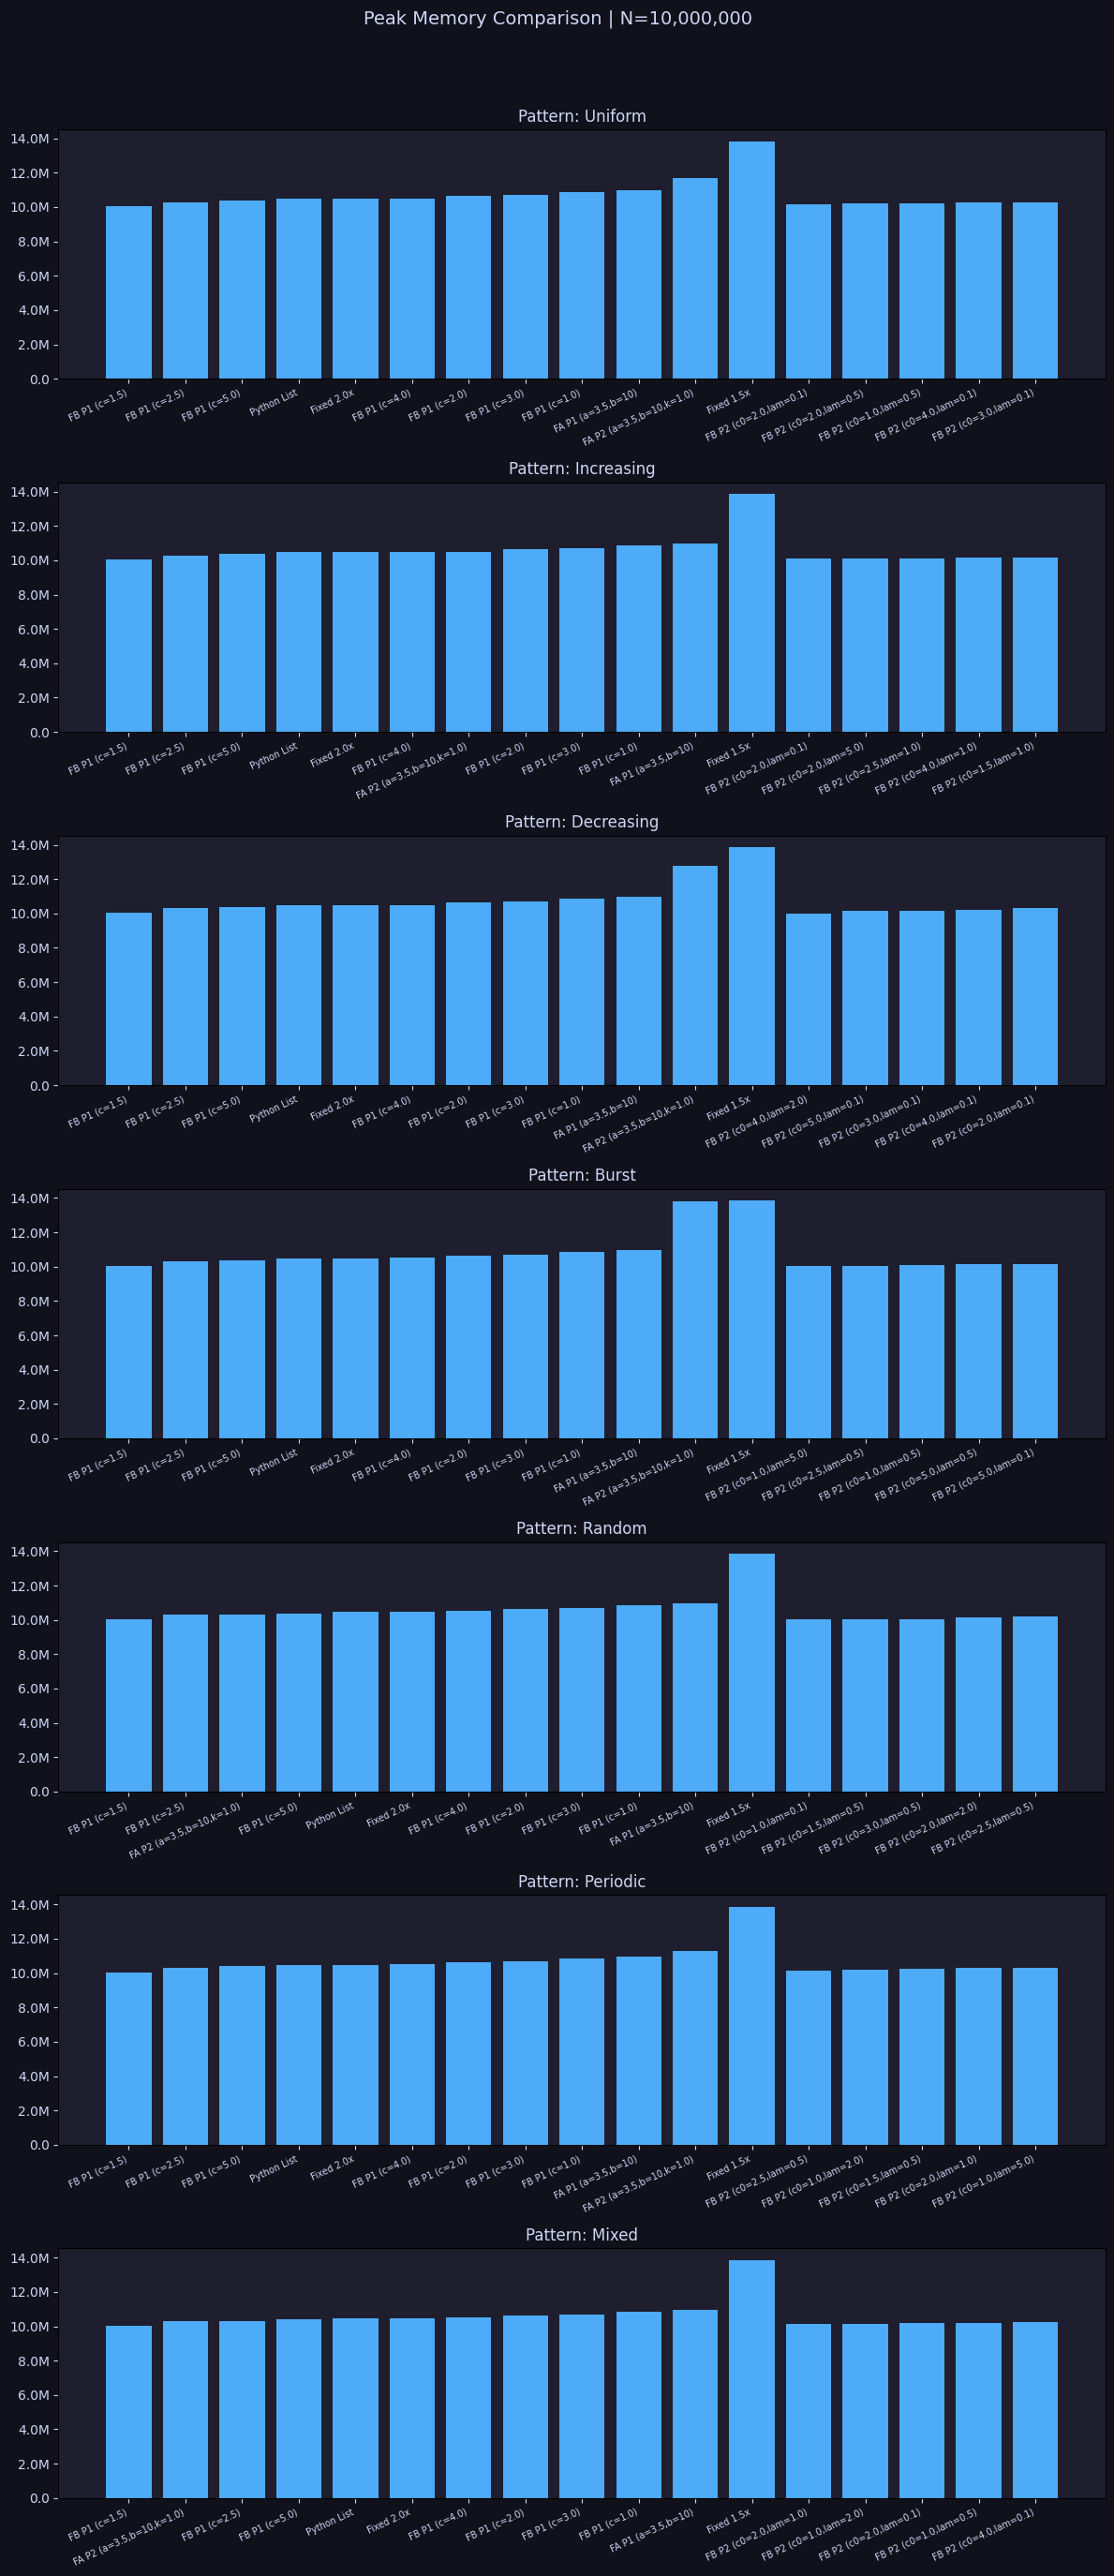 Peak Memory Comparison | N=10,000,000
Pattern: Uniform
14.0M
12.0M
10.0M
8.0M
6.0M
4.0M
2.0M
0.0
FB P1 (c=1.5)
FB P1 (c=2.5)
FB P1 (c=5.0)
Python List
Fixed 2.0x
FB P1 (c=4.0)
FB P1 (c=2.0)
FB P1 (c=3.0)
FB P1 (c=1.0)
FA P1 (a=3.5,b=10)
FA P2 (a=3.5,b=10,k=1.0)
Fixed 1.5x
FB P2 (c0=2.0,lam=0.1)
FB P2 (c0=2.0,lam=0.5)
FB P2 (c0=1.0,lam=0.5)
FB P2 (c0=4.0,lam=0.1)
FB P2 (c0=3.0,lam=0.1)
Pattern: Increasing
14.0M
12.0M
10.0M
8.0M
6.0M
4.0M
2.0M
0.0
FB P1 (c=1.5)
FB P1 (c=2.5)
FB P1 (c=5.0)
Python List
Fixed 2.0x
FB P1 (c=4.0)
FA P2 (a=3.5,b=10,k=1.0)
FB P1 (c=2.0)
FB P1 (c=3.0)
FB P1 (c=1.0)
FA P1 (a=3.5,b=10)
Fixed 1.5x
FB P2 (c0=2.0,lam=0.1)
FB P2 (c0=2.0,lam=5.0)
FB P2 (c0=2.5,lam=1.0)
FB P2 (c0=4.0,lam=1.0)
FB P2 (c0=1.5,lam=1.0)
Pattern: Decreasing
14.0M
12.0M
10.0M
8.0M
6.0M
4.0M
2.0M
0.0
FB P1 (c=1.5)
FB P1 (c=2.5)
FB P1 (c=5.0)
Python List
Fixed 2.0x
FB P1 (c=4.0)
FB P1 (c=2.0)
FB P1 (c=3.0)
FB P1 (c=1.0)
FA P1 (a=3.5,b=10)
FA P2 (a=3.5,b=10,k=1.0)
Fixed 1.5x
FB P2 (c0=4.0,lam=2.0)
FB P2 (c0=5.0,lam=0.1)
FB P2 (c0=3.0,lam=0.1)
FB P2 (c0=4.0,lam=0.1)
FB P2 (c0=2.0,lam=0.1)
Pattern: Burst
14.0M
12.0M
10.0M
8.0M
6.0M
4.0M
2.0M
0.0
FB P1 (c=1.5)
FB P1 (c=2.5)
FB P1 (c=5.0)
Python List
Fixed 2.0x
FB P1 (c=4.0)
FB P1 (c=2.0)
FB P1 (c=3.0)
FB P1 (c=1.0)
FA P1 (a=3.5,b=10)
FA P2 (a=3.5,b=10,k=1.0)
Fixed 1.5x
FB P2 (c0=1.0,lam=5.0)
FB P2 (c0=2.5,lam=0.5)
FB P2 (c0=1.0,lam=0.5)
FB P2 (c0=5.0,lam=0.5)
FB P2 (c0=5.0,lam=0.1)
Pattern: Random
14.0M
12.0M
10.0M
8.0M
6.0M
4.0M
2.0M
0.0
FB P1 (c=1.5)
FB P1 (c=2.5)
FA P2 (a=3.5,b=10,k=1.0)
FB P1 (c=5.0)
Python List
Fixed 2.0x
FB P1 (c=4.0)
FB P1 (c=2.0)
FB P1 (c=3.0)
FB P1 (c=1.0)
FA P1 (a=3.5,b=10)
Fixed 1.5x
FB P2 (c0=1.0,lam=0.1)
FB P2 (c0=1.5,lam=0.5)
FB P2 (c0=3.0,lam=0.5)
FB P2 (c0=2.0,lam=2.0)
FB P2 (c0=2.5,lam=0.5)
Pattern: Periodic
14.0M
12.0M
10.0M
8.0M
6.0M
4.0M
2.0M
0.0
FB P1 (c=1.5)
FB P1 (c=2.5)
FB P1 (c=5.0)
Python List
Fixed 2.0x
FB P1 (c=4.0)
FB P1 (c=2.0)
FB P1 (c=3.0)
FB P1 (c=1.0)
FA P1 (a=3.5,b=10)
FA P2 (a=3.5,b=10,k=1.0)
Fixed 1.5x
FB P2 (c0=2.5,lam=0.5)
FB P2 (c0=1.0,lam=2.0)
FB P2 (c0=1.5,lam=0.5)
FB P2 (c0=2.0,lam=1.0)
FB P2 (c0=1.0,lam=5.0)
Pattern: Mixed
14.0M
12.0M
10.0M
8.0M
6.0M
4.0M
2.0M
0.0
FB P1 (c=1.5)
FA P2 (a=3.5,b=10,k=1.0)
FB P1 (c=2.5)
FB P1 (c=5.0)
Python List
Fixed 2.0x
FB P1 (c=4.0)
FB P1 (c=2.0)
FB P1 (c=3.0)
FB P1 (c=1.0)
FA P1 (a=3.5,b=10)
Fixed 1.5x
FB P2 (c0=2.0,lam=1.0)
FB P2 (c0=1.0,lam=2.0)
FB P2 (c0=2.0,lam=0.1)
FB P2 (c0=1.0,lam=0.5)
FB P2 (c0=4.0,lam=0.1)